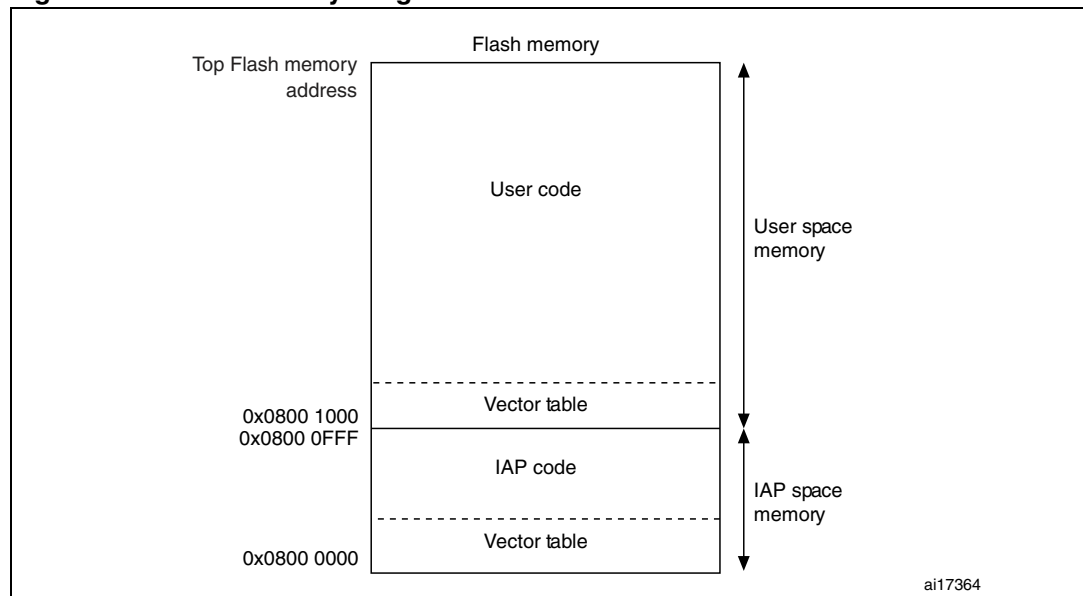 Flash memory
Top Flash memory
address
User code
User space
memory
Vector table
0x0800 1000
0x0800 0FFF
IAP code
IAP space
memory
Vector table
0x0800 0000
ai17364